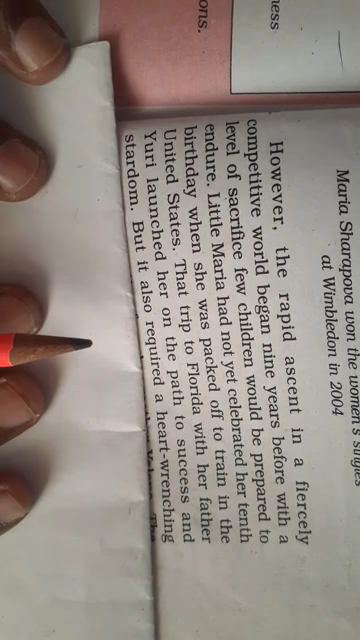 ness
ons.
Maria Sharapova won the women's singles
at Wimbledon in 2004
However, the rapid ascent in a fiercely
competitive world began nine years before with a
level of sacrifice few children would be prepared to
endure. Little Maria had not yet celebrated her tenth
birthday when she was packed off to train in the
United States. That trip to Florida with her father
Yuri launched her on the path to success and
stardom. But it also required a heart-wrenching